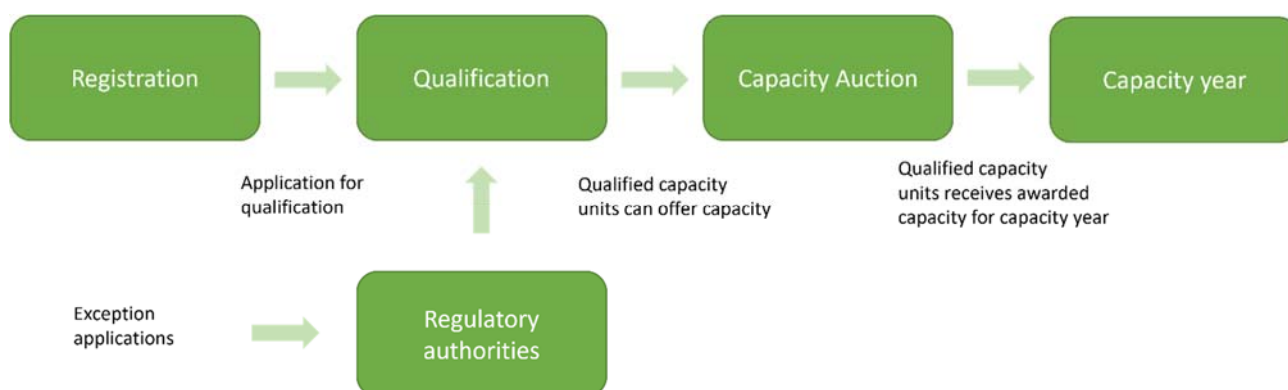 Registration
Qualification
Capacity Auction
Capacity year
Application for
qualification
Qualified capacity
units can offer capacity
Qualified capacity
units receives awarded
capacity for capacity year
Exception
applications
Regulatory
authorities